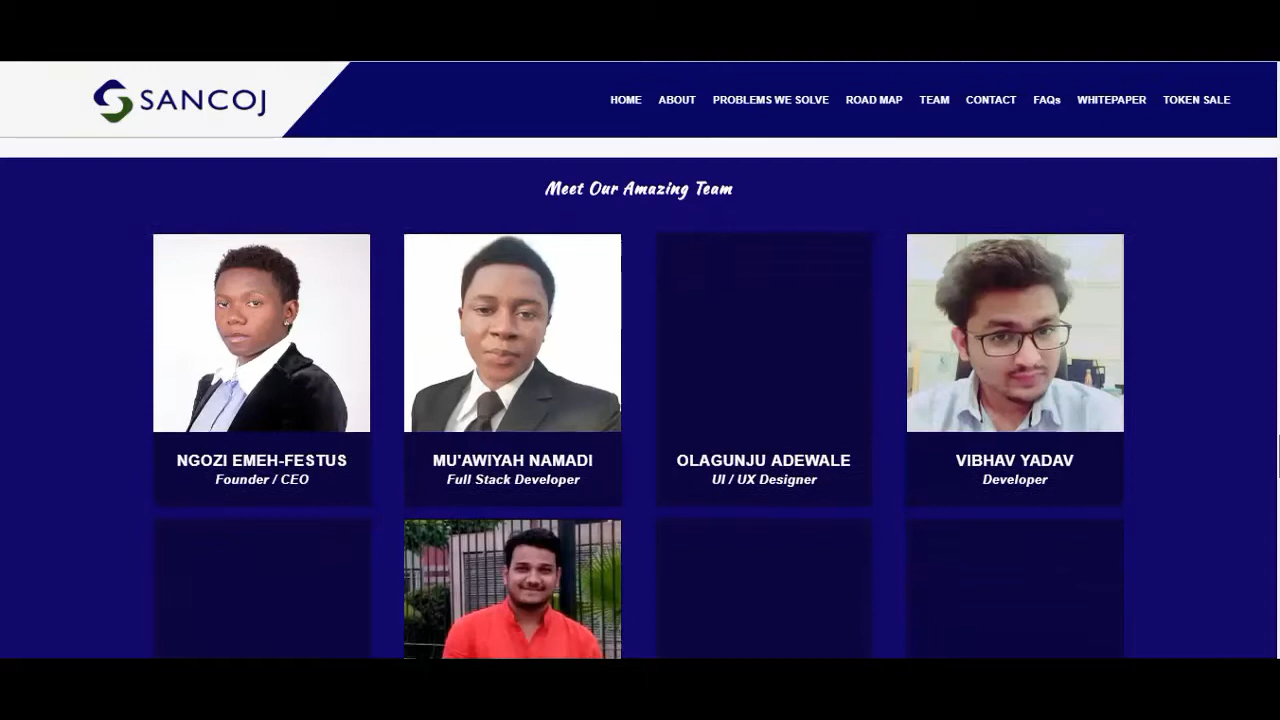 SANCOJ
HOME ABOUT PROBLEMS WE SOLVE ROAD MAP TEAM CONTACT FAQs WHITEPAPER TOKEN SALE
Meet Our Amazing Team
NGOZI EMEH-FESTUS
Founder / CEO
MU'AWIYAH NAMADI
Full Stack Developer
OLAGUNJU ADEWALE
UI / UX Designer
VIBHAV YADAV
Developer